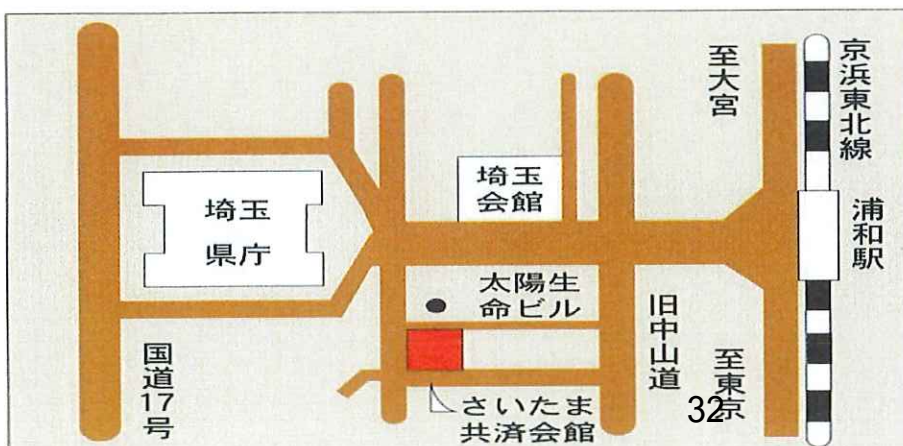 京浜東北線
至大宮
埼玉
会館
埼玉
県庁
浦和駅
太陽生
命ビル
旧中山道
国道17号
至東京
さいたま
共済会館
32